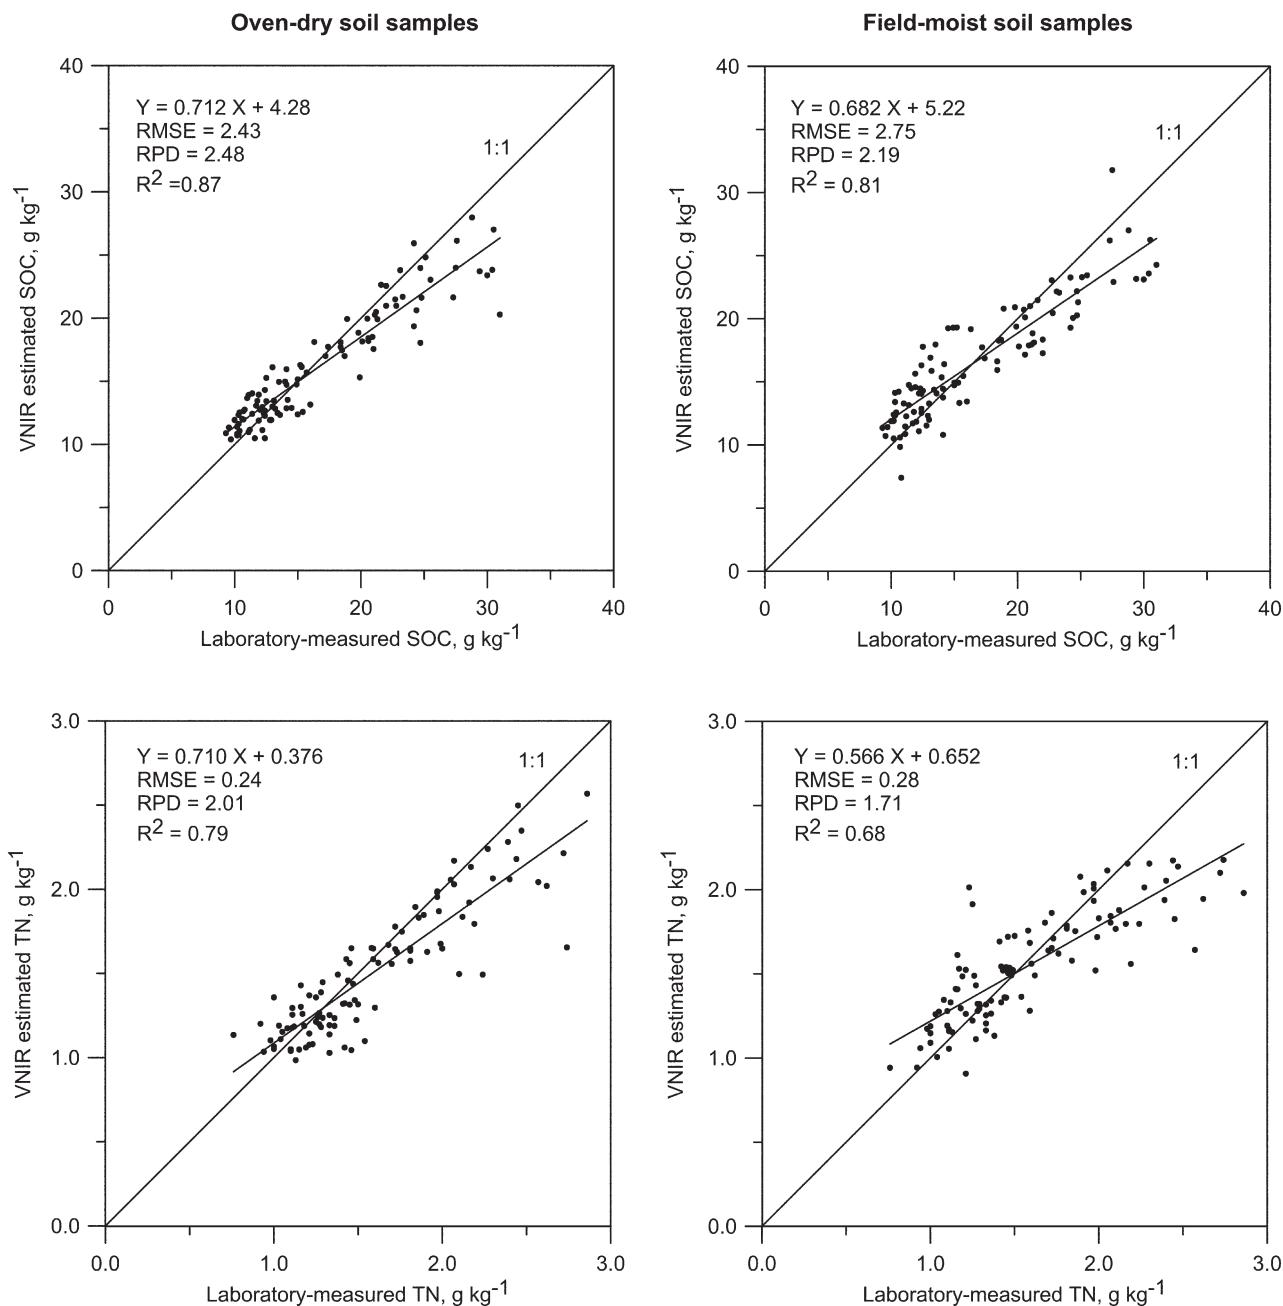 Oven-dry soil samples
Field-moist soil samples
40
30
20
10
0
VNIR estimated SOC, g kg-1
Y = 0.712 X + 4.28
RMSE = 2.43
RPD = 2.48
R2 =0.87
1:1
0 10 20 30 40
Laboratory-measured SOC, g kg-1
40
30
20
10
0
VNIR estimated SOC, g kg-1
Y = 0.682 X + 5.22
RMSE = 2.75
RPD = 2.19
R2 = 0.81
1:1
0 10 20 30 40
Laboratory-measured SOC, g kg-1
3.0
2.0
1.0
0.0
VNIR estimated TN, g kg-1
Y = 0.710 X + 0.376
RMSE = 0.24
RPD = 2.01
R2 = 0.79
1:1
0.0 1.0 2.0 3.0
Laboratory-measured TN, g kg-1
3.0
2.0
1.0
0.0
VNIR estimated TN, g kg-1
Y = 0.566 X + 0.652
RMSE = 0.28
RPD = 1.71
R2 = 0.68
1:1
0.0 1.0 2.0 3.0
Laboratory-measured TN, g kg-1